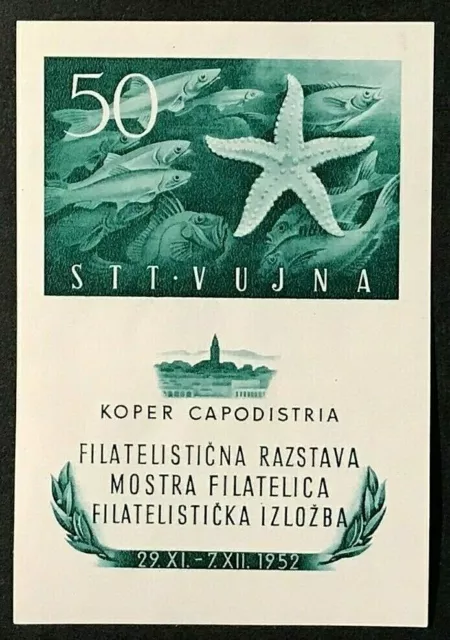 50
STT·VUJNA
KOPER CAPODISTRIA
FILATELISTIČNA RAZSTAVA
MOSTRA FILATELICA
FILATELISTIČKA IZLOŽBA
29.XI.-7.XII.1952